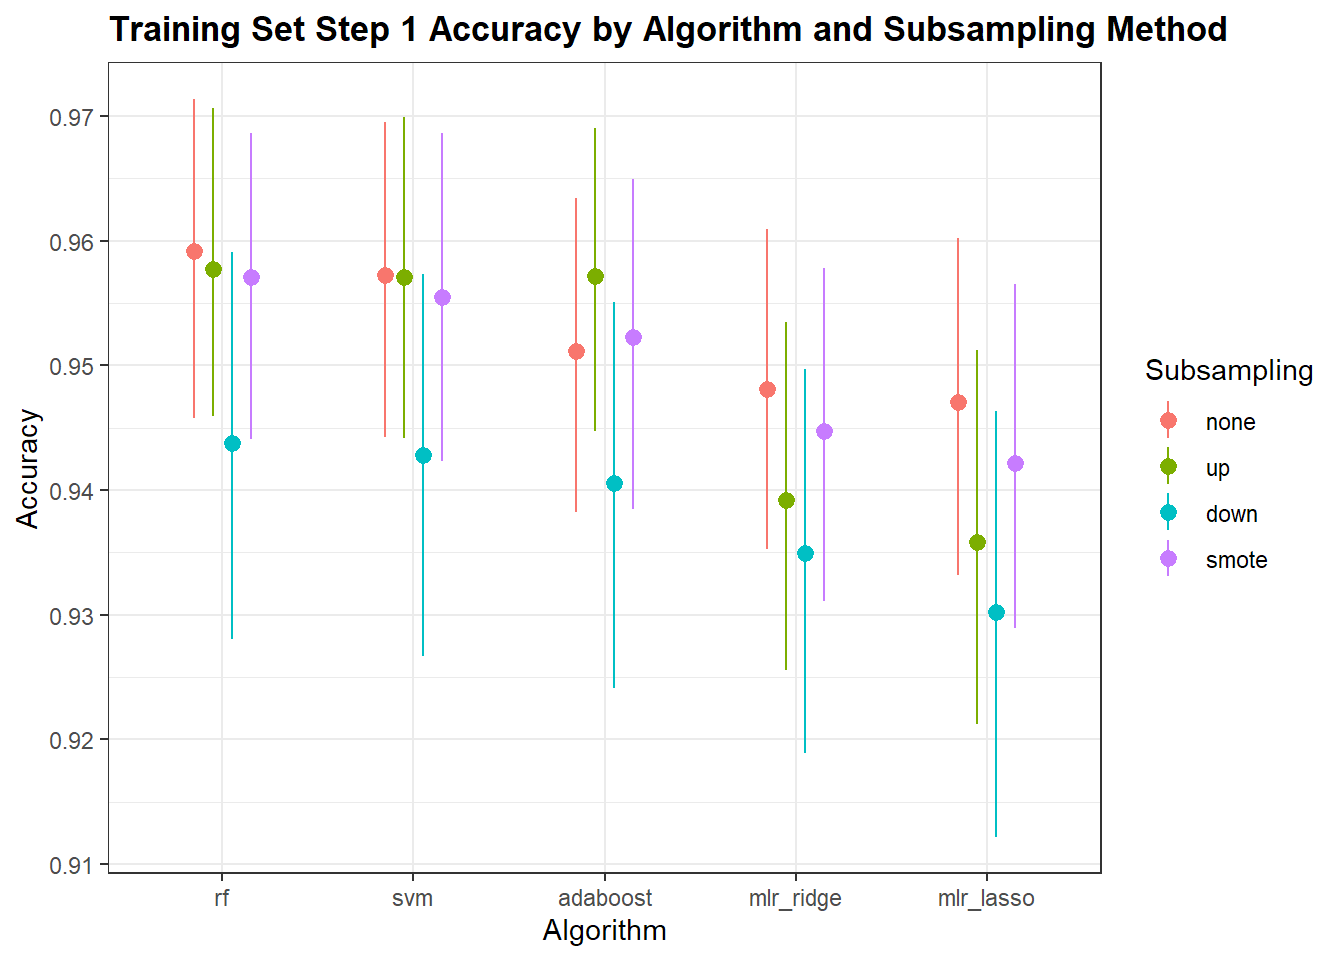 Training Set Step 1 Accuracy by Algorithm and Subsampling Method
Accuracy
0.97
0.96
0.95
0.94
0.93
0.92
0.91
rf svm adaboost mlr_ridge mlr_lasso
Algorithm
Subsampling
none
up
down
smote